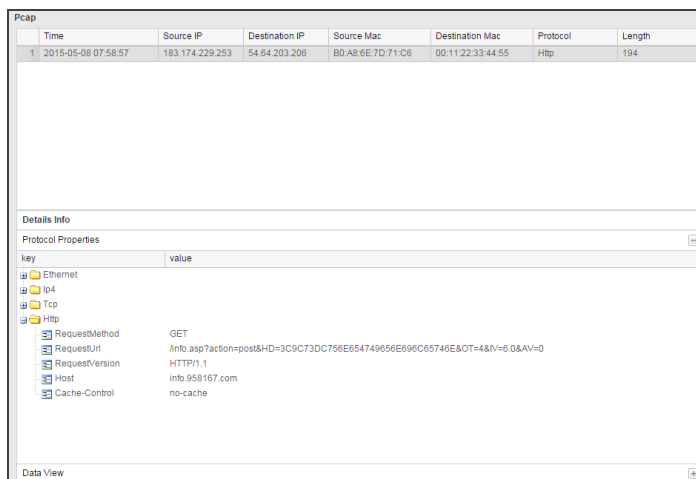 Pcap
Time Source IP Destination IP Source Mac Destination Mac Protocol Length
1 2015-05-08 07:58:57 183.174.229.253 54.64.203.206 B0:A8:6E:7D:71:C6 00:11:22:33:44:55 Http 194
Details Info
Protocol Properties
key value
Ethernet
Ip4
Tcp
Http
RequestMethod GET
RequestUrl /info.asp?action=post&HD=3C9C73DC756E654749656E696C65746E&OT=4&IV=6.0&AV=0
RequestVersion HTTP/1.1
Host info.958167.com
Cache-Control no-cache
Data View